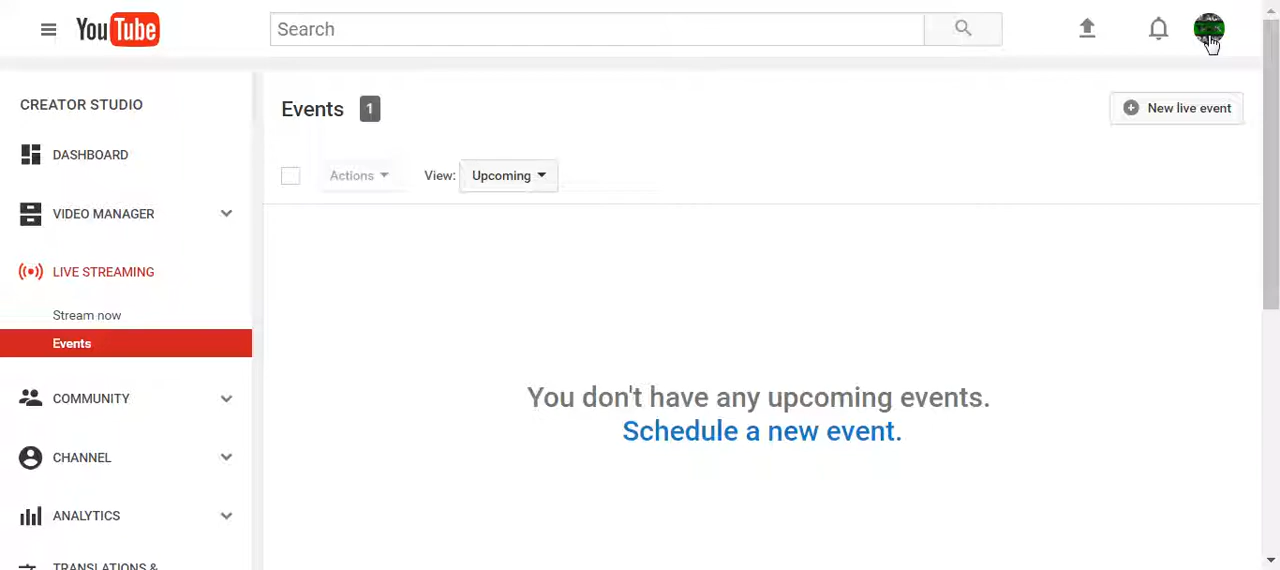 YouTube
Search
CREATOR STUDIO
DASHBOARD
VIDEO MANAGER
LIVE STREAMING
Stream now
Events
COMMUNITY
CHANNEL
ANALYTICS
TRANSLATIONS &
Events 1
New live event
Actions
View: Upcoming
You don't have any upcoming events.
Schedule a new event.